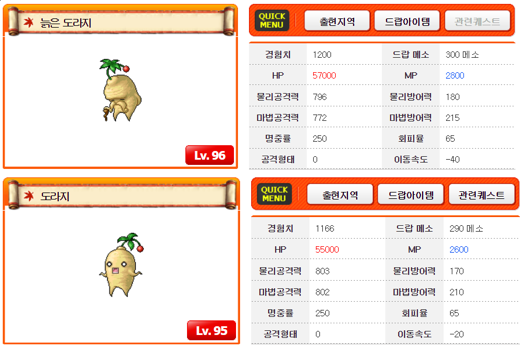 늙은 도라지
Lv. 96
QUICK MENU
출현지역
드랍아이템
관련퀘스트
경험치 1200 드랍 메소 300 메소
HP 57000 MP 2800
물리공격력 796 물리방어력 180
마법공격력 772 마법방어력 215
명중률 250 회피율 65
공격형태 0 이동속도 -40
도라지
Lv. 95
QUICK MENU
출현지역
드랍아이템
관련퀘스트
경험치 1166 드랍 메소 290 메소
HP 55000 MP 2600
물리공격력 803 물리방어력 170
마법공격력 802 마법방어력 210
명중률 250 회피율 65
공격형태 0 이동속도 -20